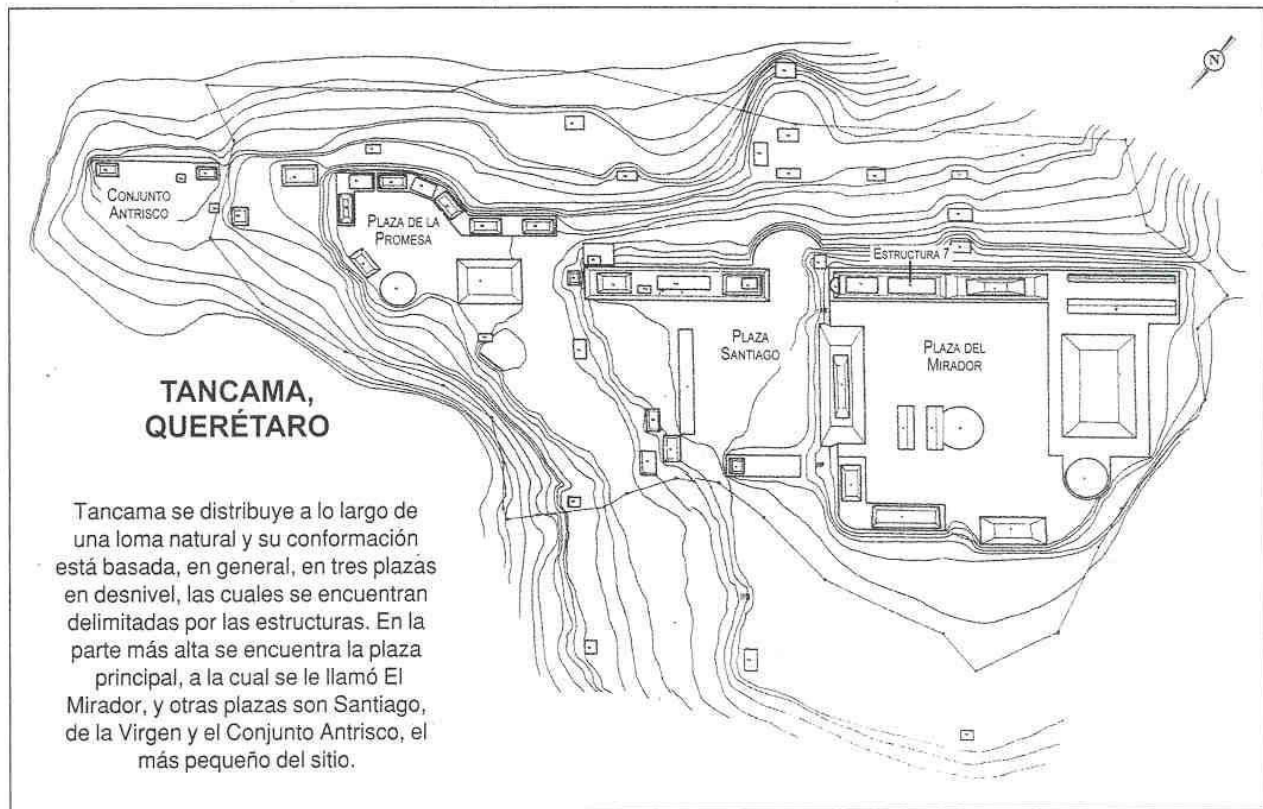 N
CONJUNTO
ANTRISCO
PLAZA DE LA
PROMESA
ESTRUCTURA 7
PLAZA
SANTIAGO
PLAZA DEL
MIRADOR
TANCAMA,
QUERÉTARO
Tancama se distribuye a lo largo de
una loma natural y su conformación
está basada, en general, en tres plazas
en desnivel, las cuales se encuentran
delimitadas por las estructuras. En la
parte más alta se encuentra la plaza
principal, a la cual se le llamó El
Mirador, y otras plazas son Santiago,
de la Virgen y el Conjunto Antrisco, el
más pequeño del sitio.